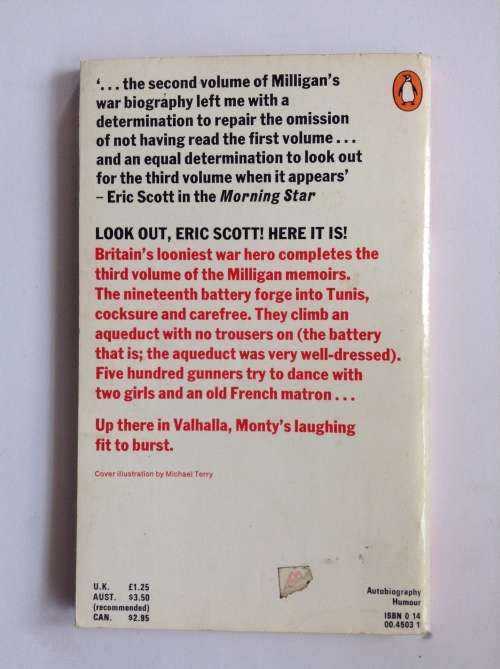 ‘. . . the second volume of Milligan’s
war biography left me with a
determination to repair the omission
of not having read the first volume . . .
and an equal determination to look out
for the third volume when it appears’
– Eric Scott in the Morning Star
LOOK OUT, ERIC SCOTT! HERE IT IS!
Britain’s looniest war hero completes the
third volume of the Milligan memoirs.
The nineteenth battery forge into Tunis,
cocksure and carefree. They climb an
aqueduct with no trousers on (the battery
that is; the aqueduct was very well-dressed).
Five hundred gunners try to dance with
two girls and an old French matron . . .
Up there in Valhalla, Monty’s laughing
fit to burst.
Cover illustration by Michael Terry
U.K. £1.25
AUST. $3.50
(recommended)
CAN. $2.95
Autobiography
Humour
ISBN 0 14
00.4503 1